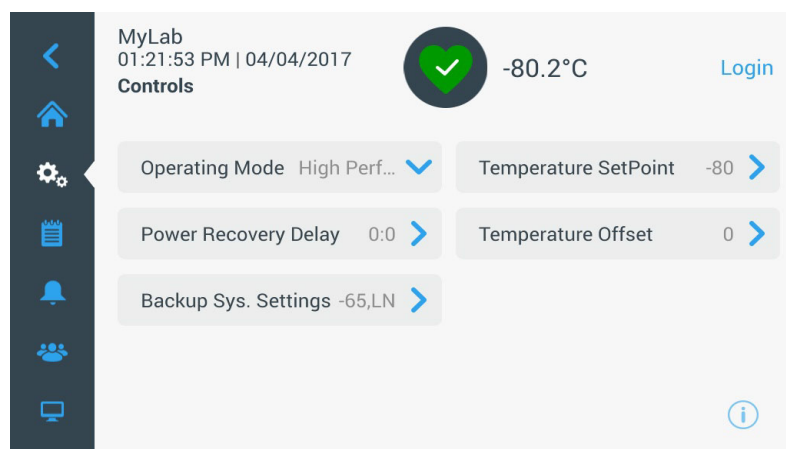 MyLab
01:21:53 PM | 04/04/2017
Controls
-80.2°C
Login
Operating Mode High Perf...
Temperature SetPoint -80
Power Recovery Delay 0:0
Temperature Offset 0
Backup Sys. Settings -65,LN
i